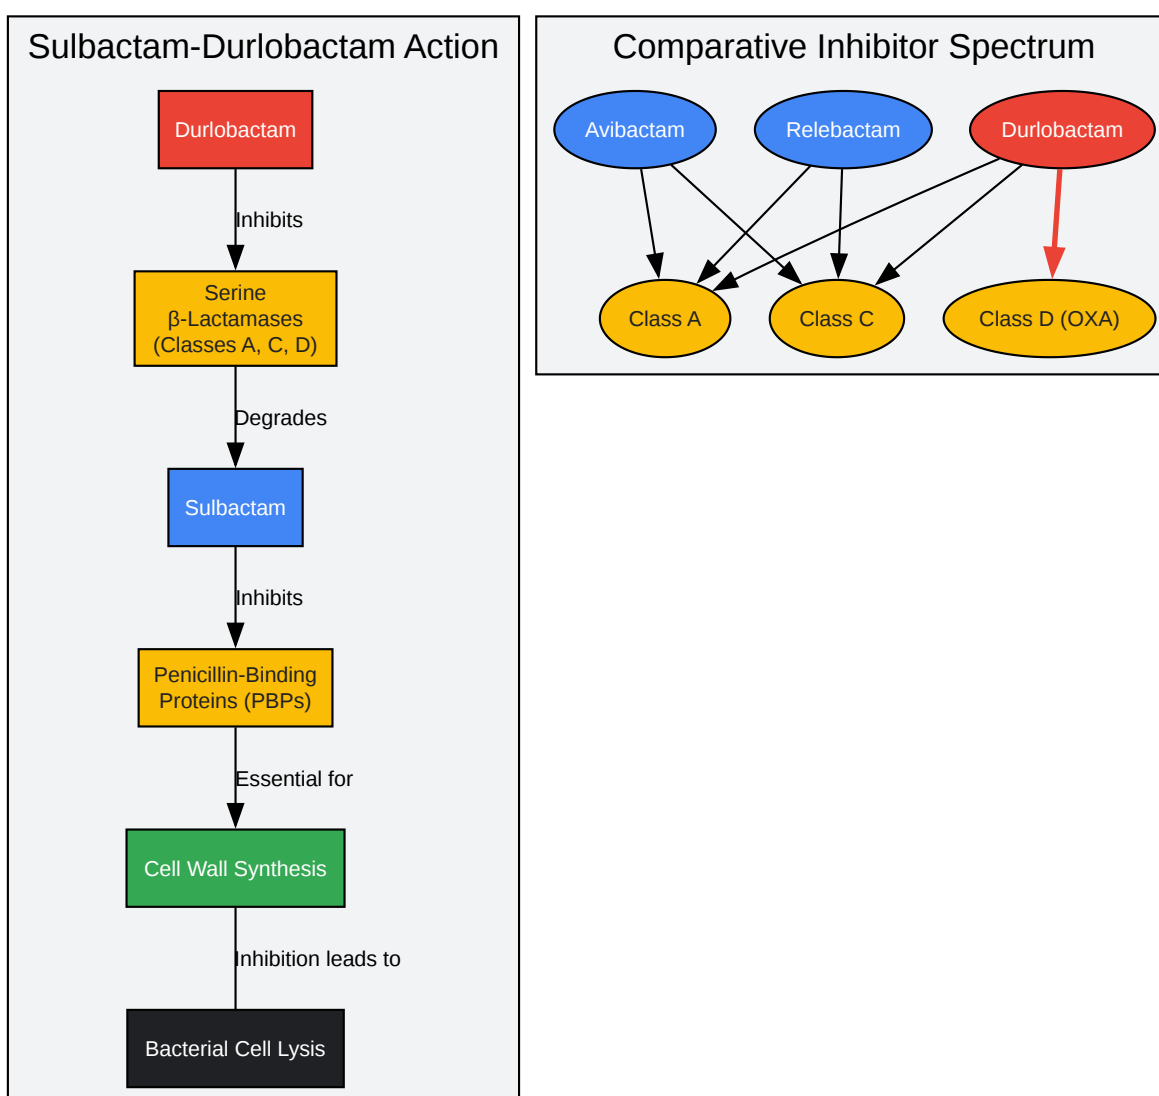 Sulbactam-Durlobactam Action
Durlobactam
Inhibits
Serine
β-Lactamases
(Classes A, C, D)
Degrades
Sulbactam
Inhibits
Penicillin-Binding
Proteins (PBPs)
Essential for
Cell Wall Synthesis
Inhibition leads to
Bacterial Cell Lysis
Comparative Inhibitor Spectrum
Avibactam
Relebactam
Durlobactam
Class A
Class C
Class D (OXA)